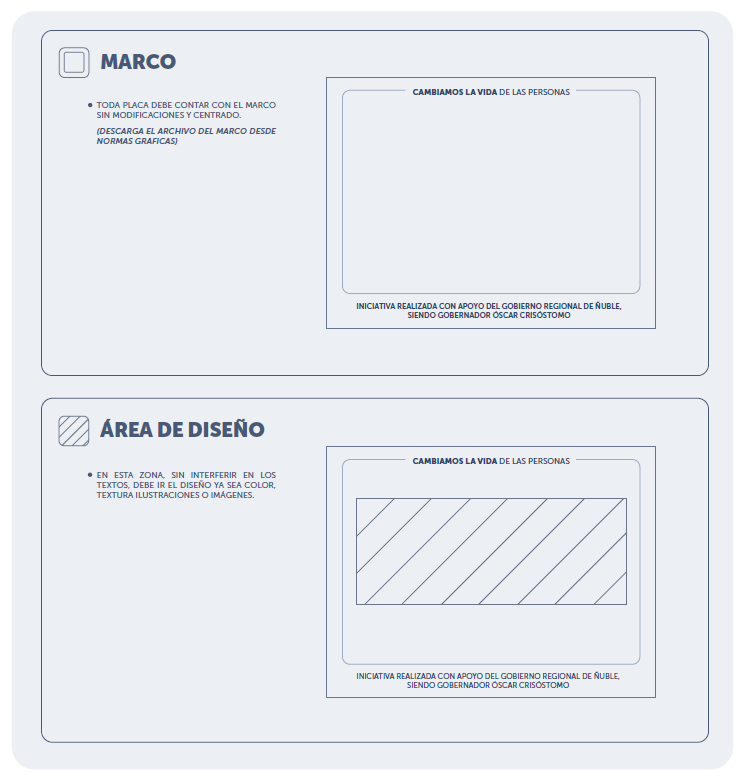 MARCO
● TODA PLACA DEBE CONTAR CON EL MARCO
SIN MODIFICACIONES Y CENTRADO.
(DESCARGA EL ARCHIVO DEL MARCO DESDE
NORMAS GRAFICAS)
CAMBIAMOS LA VIDA DE LAS PERSONAS
INICIATIVA REALIZADA CON APOYO DEL GOBIERNO REGIONAL DE ÑUBLE,
SIENDO GOBERNADOR ÓSCAR CRISÓSTOMO
ÁREA DE DISEÑO
● EN ESTA ZONA, SIN INTERFERIR EN LOS
TEXTOS, DEBE IR EL DISEÑO YA SEA COLOR,
TEXTURA ILUSTRACIONES O IMÁGENES.
CAMBIAMOS LA VIDA DE LAS PERSONAS
INICIATIVA REALIZADA CON APOYO DEL GOBIERNO REGIONAL DE ÑUBLE,
SIENDO GOBERNADOR ÓSCAR CRISÓSTOMO